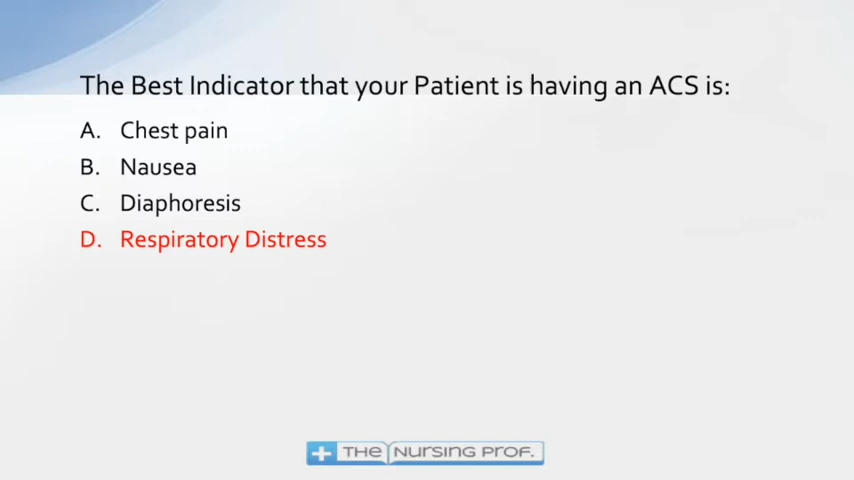 The Best Indicator that your Patient is having an ACS is:
A. Chest pain
B. Nausea
C. Diaphoresis
D. Respiratory Distress
THE NURSING PROF.